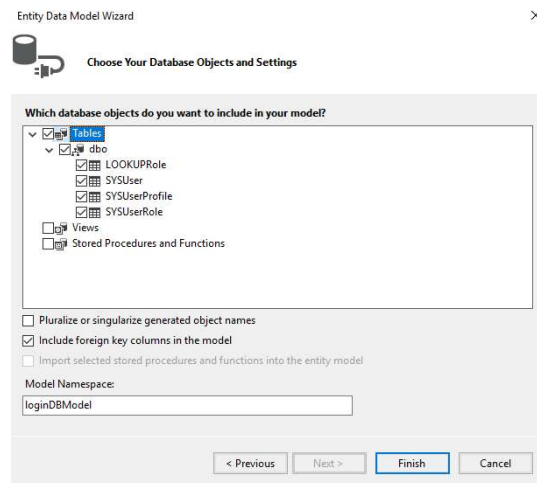 Entity Data Model Wizard
Choose Your Database Objects and Settings
Which database objects do you want to include in your model?
Tables
dbo
LOOKUPRole
SYSUser
SYSUserProfile
SYSUserRole
Views
Stored Procedures and Functions
Pluralize or singularize generated object names
Include foreign key columns in the model
Import selected stored procedures and functions into the entity model
Model Namespace:
loginDBModel
< Previous Next > Finish Cancel